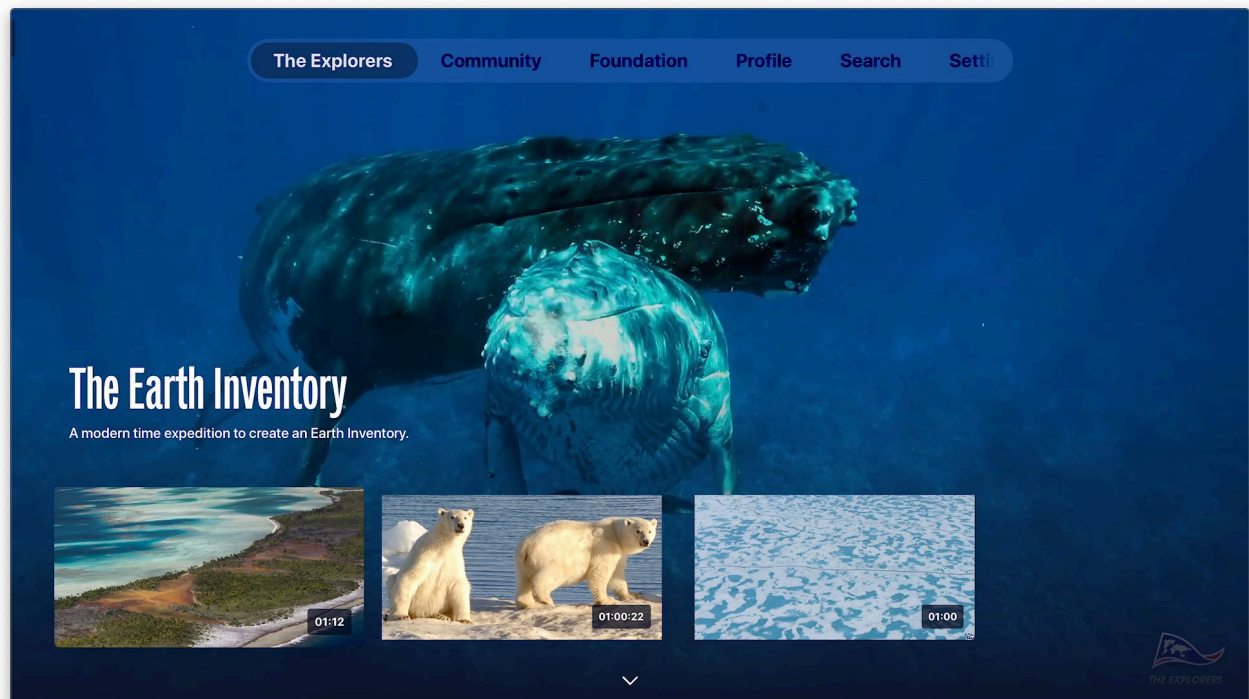 The Explorers
Community
Foundation
Profile
Search
Setti
The Earth Inventory
A modern time expedition to create an Earth Inventory.
01:12
01:00:22
01:00
THE EXPLORERS